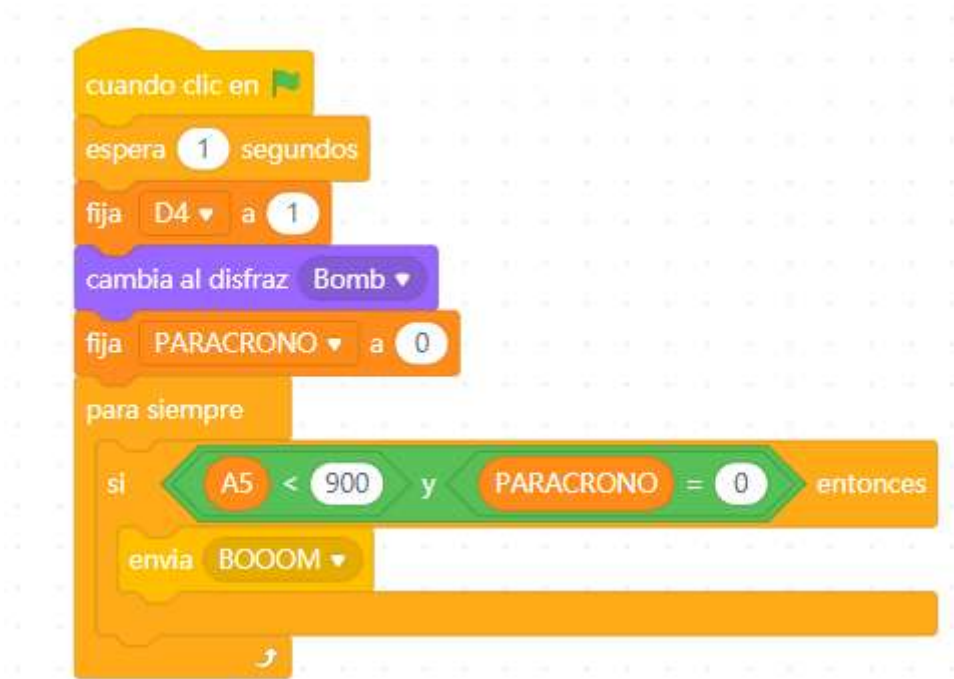 cuando clic en
espera 1 segundos
fija D4 a 1
cambia al disfraz Bomb
fija PARACRONO a 0
para siempre
si A5 < 900 y PARACRONO = 0 entonces
envia BOOOM